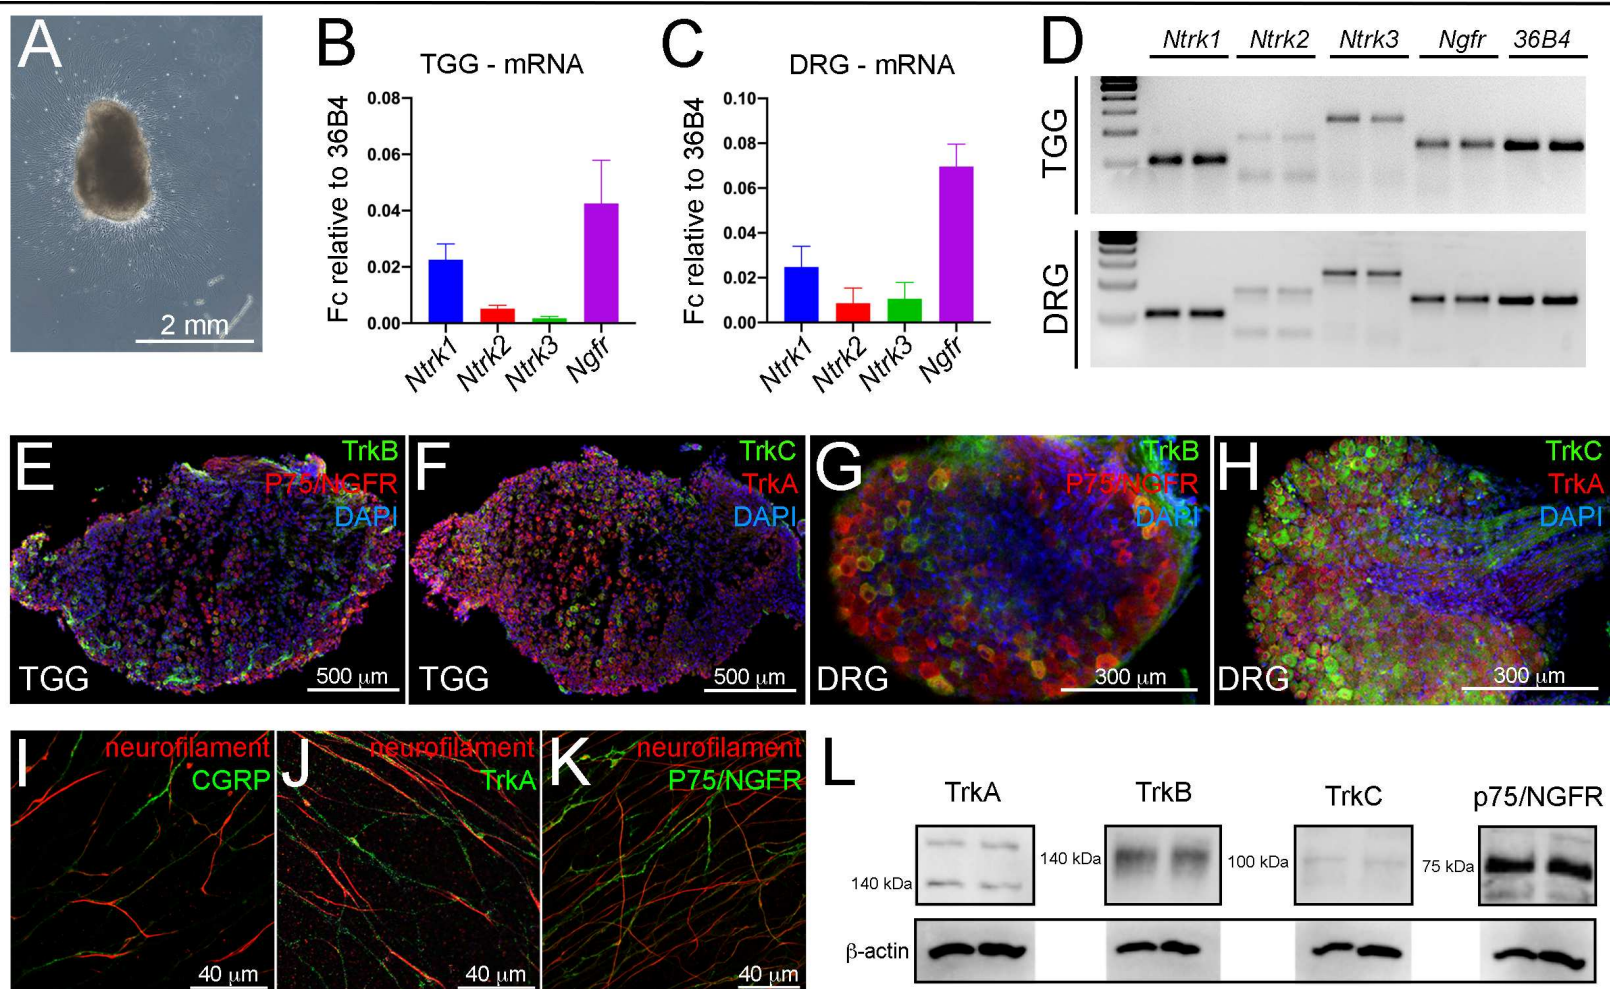 A
2 mm
B
TGG - mRNA
Fc relative to 36B4
0.08
0.06
0.04
0.02
0.00
Ntrk1
Ntrk2
Ntrk3
Ngfr
C
DRG - mRNA
Fc relative to 36B4
0.10
0.08
0.06
0.04
0.02
0.00
Ntrk1
Ntrk2
Ntrk3
Ngfr
D
Ntrk1 Ntrk2 Ntrk3 Ngfr 36B4
TGG
DRG
E
TrkB
P75/NGFR
DAPI
TGG
500 µm
F
TrkC
TrkA
DAPI
TGG
500 µm
G
TrkB
P75/NGFR
DAPI
DRG
300 µm
H
TrkC
TrkA
DAPI
DRG
300 µm
I
neurofilament
CGRP
40 µm
J
neurofilament
TrkA
40 µm
K
neurofilament
P75/NGFR
40 µm
L
TrkA
TrkB
TrkC
p75/NGFR
140 kDa
140 kDa
100 kDa
75 kDa
β-actin